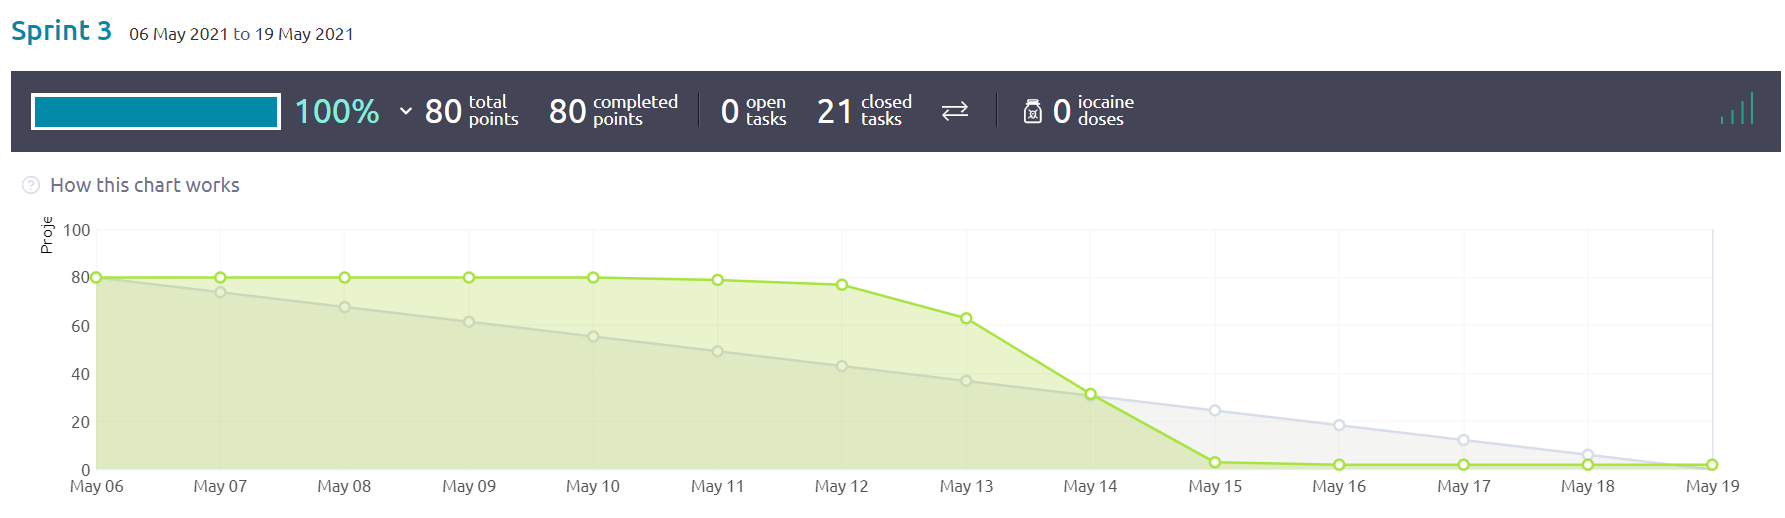 Sprint 3 06 May 2021 to 19 May 2021
100% 80 total points 80 completed points 0 open tasks 21 closed tasks 0 iocaine doses
? How this chart works
Proje
100
80
60
40
20
0
May 06 May 07 May 08 May 09 May 10 May 11 May 12 May 13 May 14 May 15 May 16 May 17 May 18 May 19